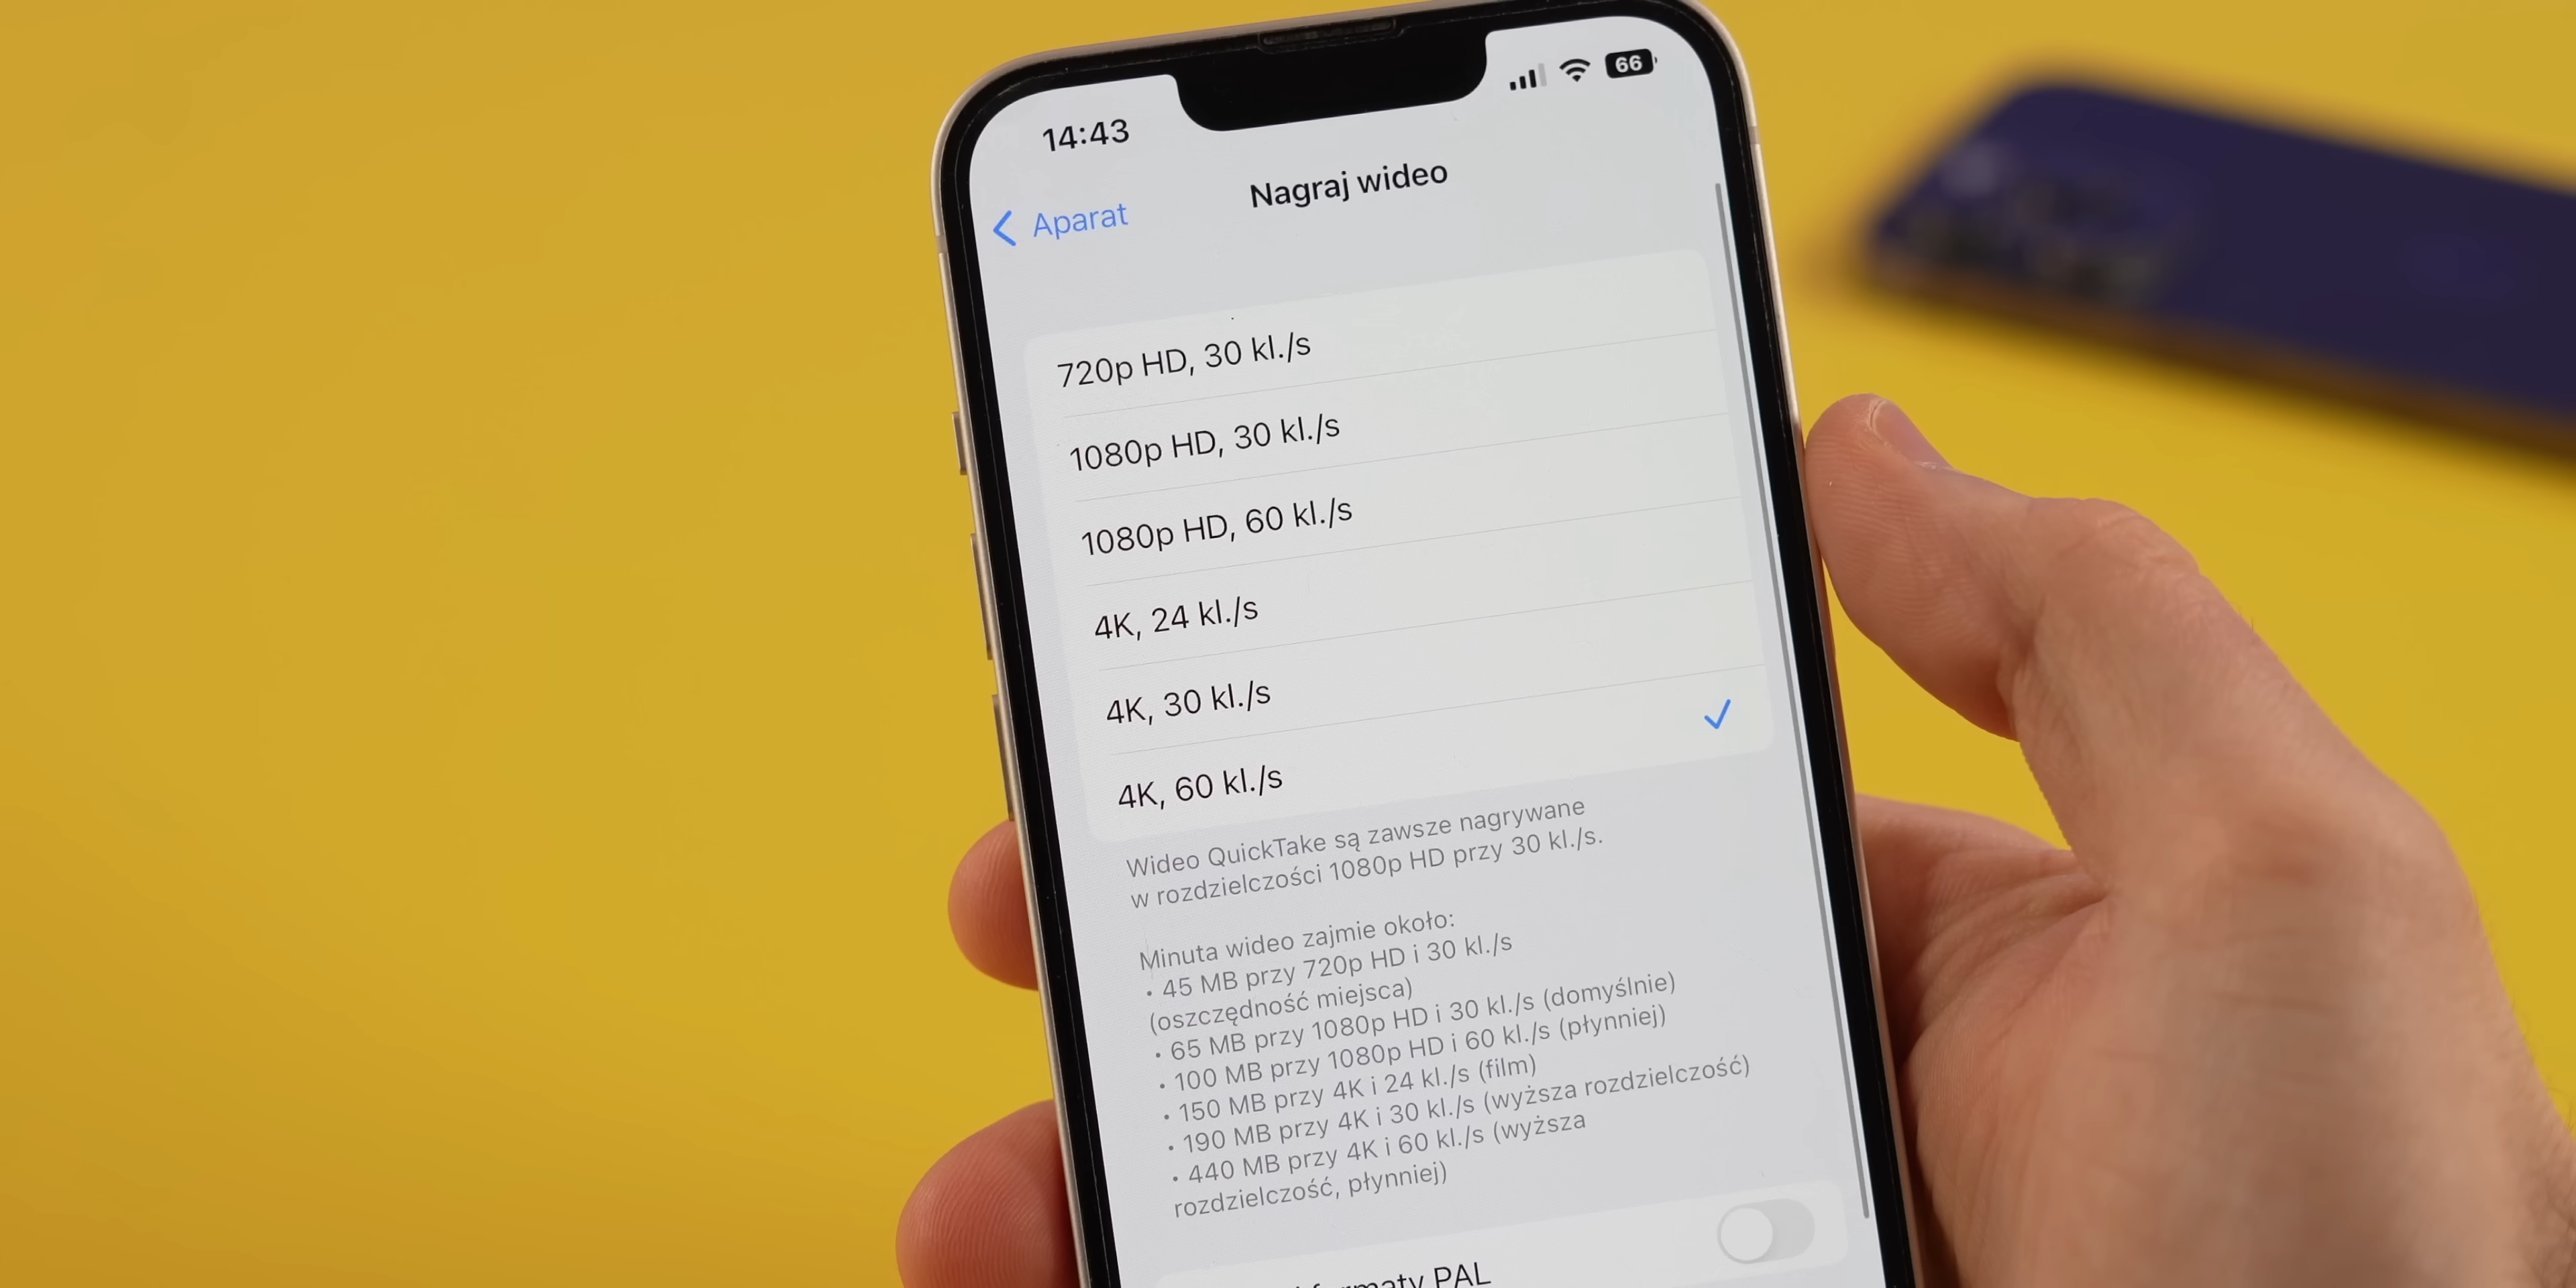 14:43
66
Aparat
Nagraj wideo
720p HD, 30 kl./s
1080p HD, 30 kl./s
1080p HD, 60 kl./s
4K, 24 kl./s
4K, 30 kl./s
4K, 60 kl./s
Wideo QuickTake są zawsze nagrywane
w rozdzielczości 1080p HD przy 30 kl./s.
Minuta wideo zajmie około:
• 45 MB przy 720p HD i 30 kl./s
(oszczędność miejsca)
• 65 MB przy 1080p HD i 30 kl./s (domyślnie)
• 100 MB przy 1080p HD i 60 kl./s (płynniej)
• 150 MB przy 4K i 24 kl./s (film)
• 190 MB przy 4K i 30 kl./s (wyższa rozdzielczość)
• 440 MB przy 4K i 60 kl./s (wyższa
rozdzielczość, płynniej)
formaty PAL